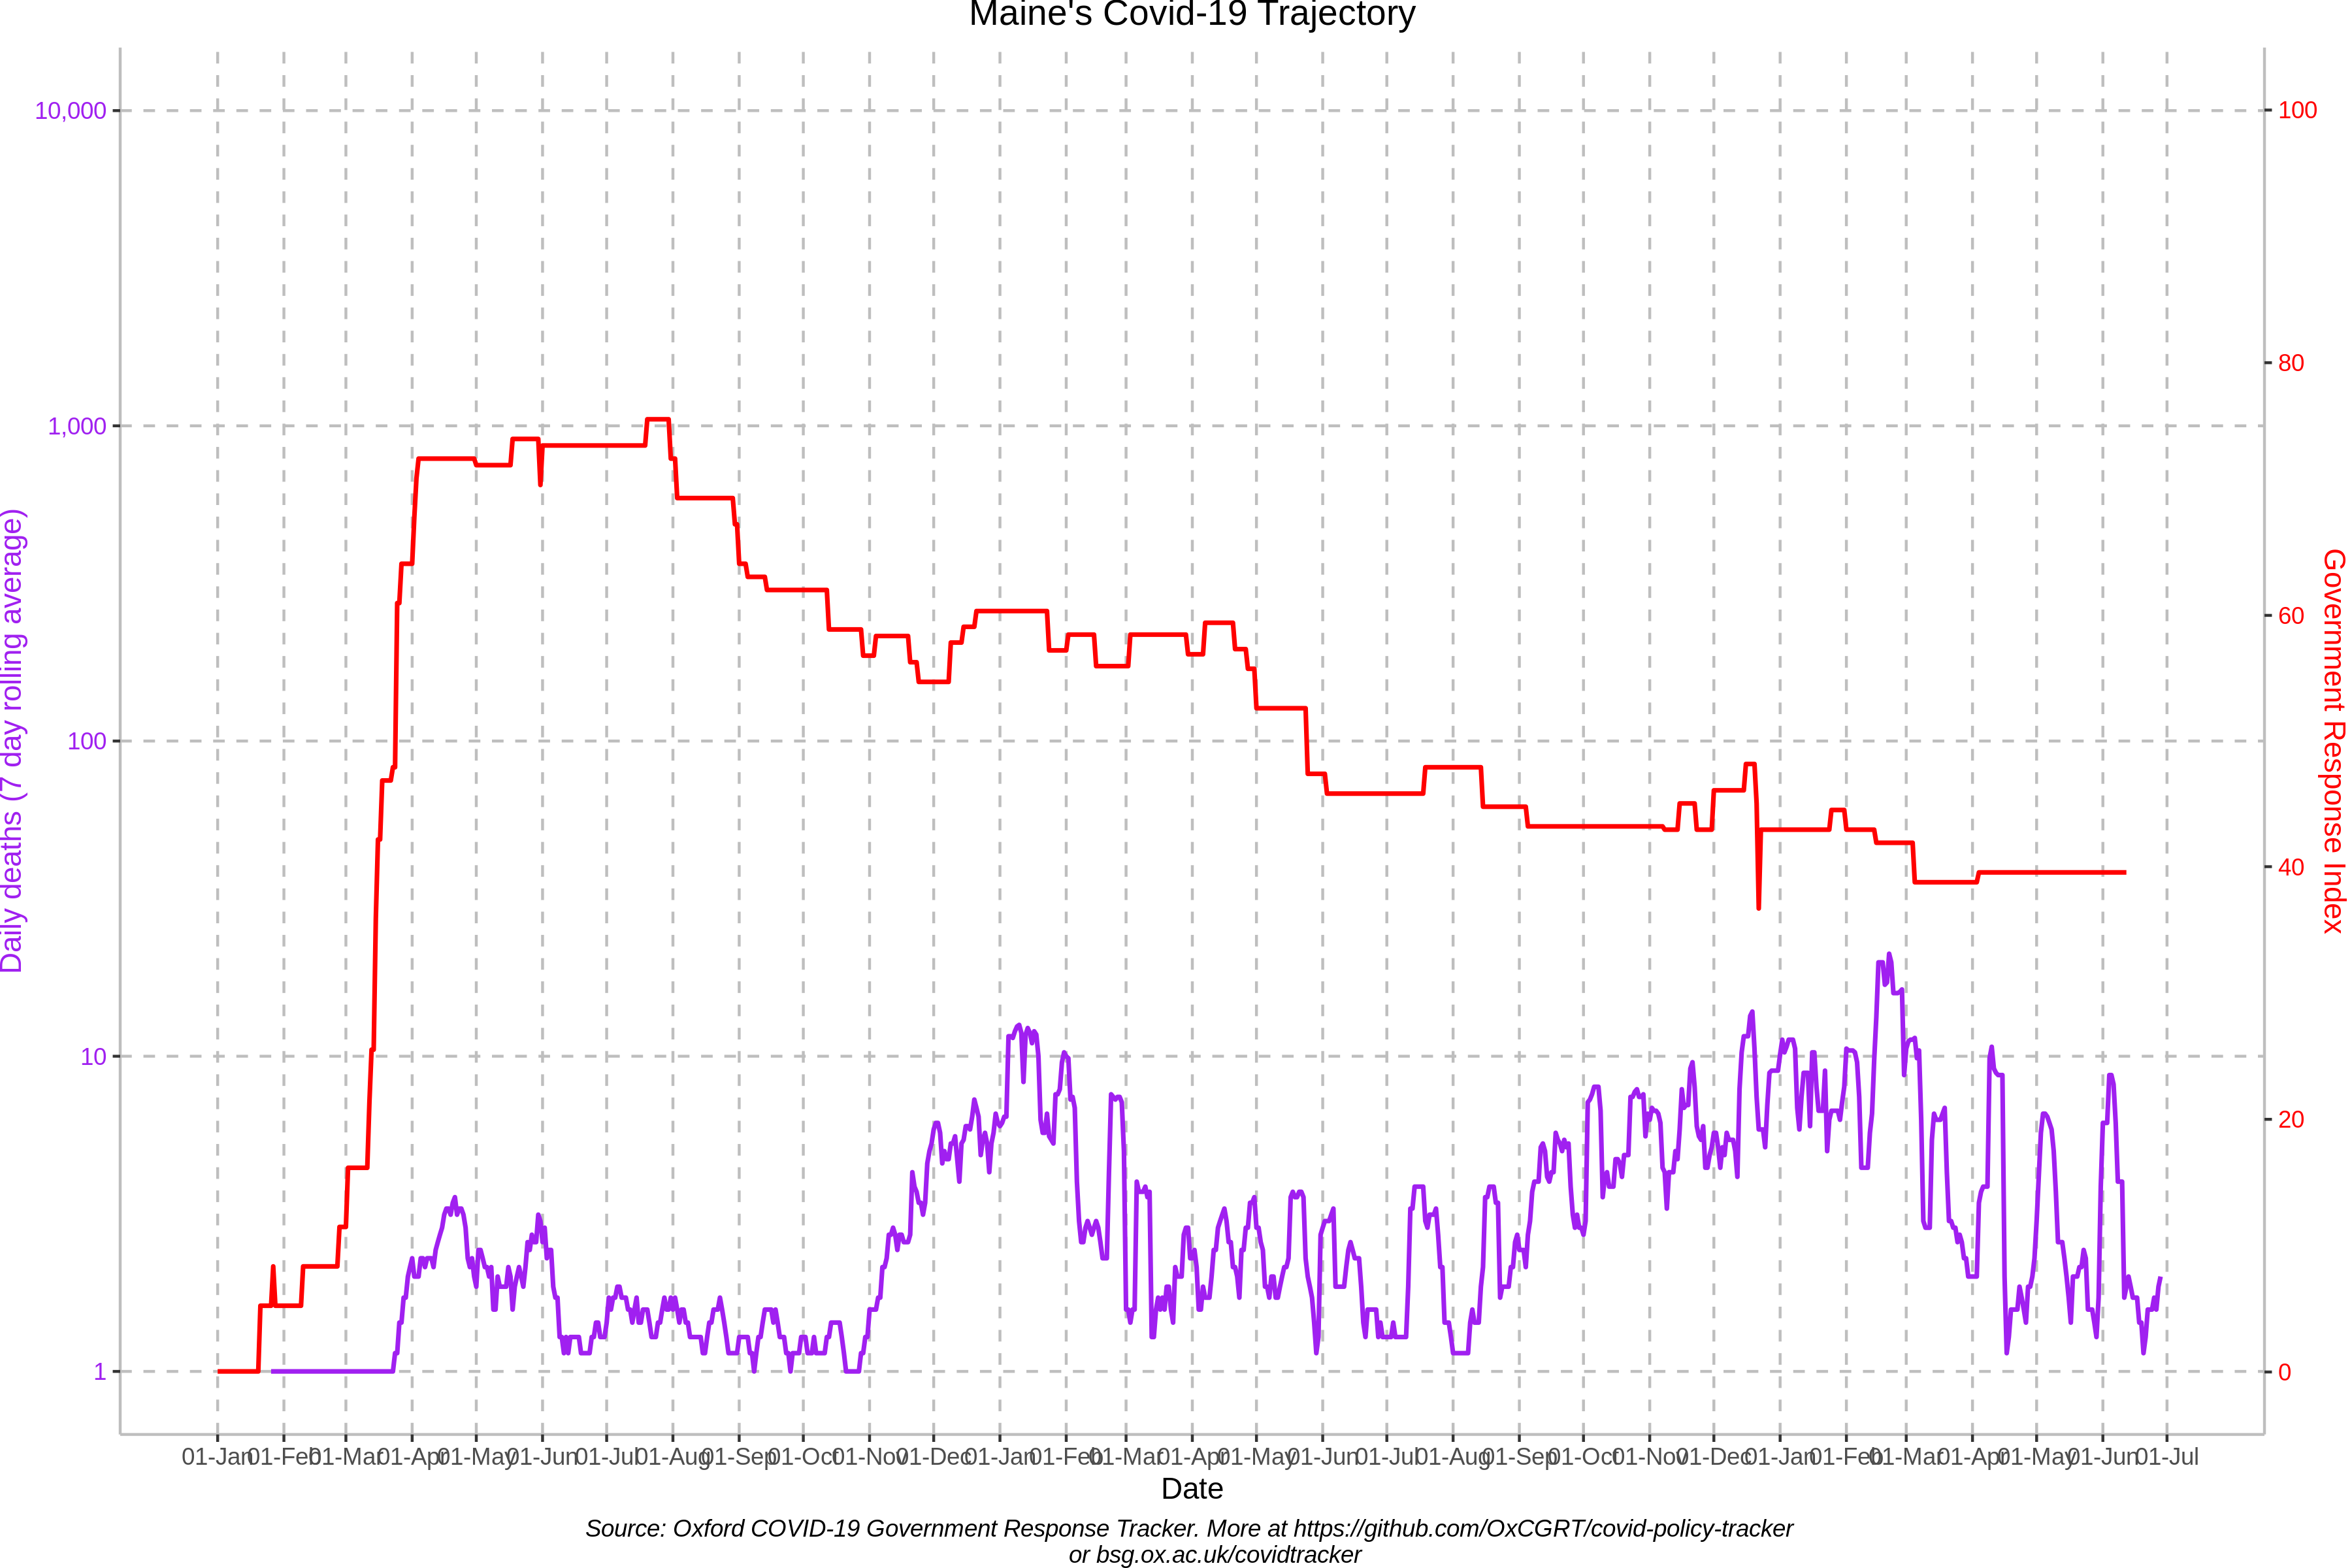 Maine's Covid-19 Trajectory
10,000
1,000
100
10
1
Daily deaths (7 day rolling average)
100
80
60
40
20
0
Government Response Index
01-Jan 01-Feb 01-Mar 01-Apr 01-May 01-Jun 01-Jul 01-Aug 01-Sep 01-Oct 01-Nov 01-Dec 01-Jan 01-Feb 01-Mar 01-Apr 01-May 01-Jun 01-Jul 01-Aug 01-Sep 01-Oct 01-Nov 01-Dec 01-Jan 01-Feb 01-Mar 01-Apr 01-May 01-Jun 01-Jul
Date
Source: Oxford COVID-19 Government Response Tracker. More at https://github.com/OxCGRT/covid-policy-tracker
or bsg.ox.ac.uk/covidtracker